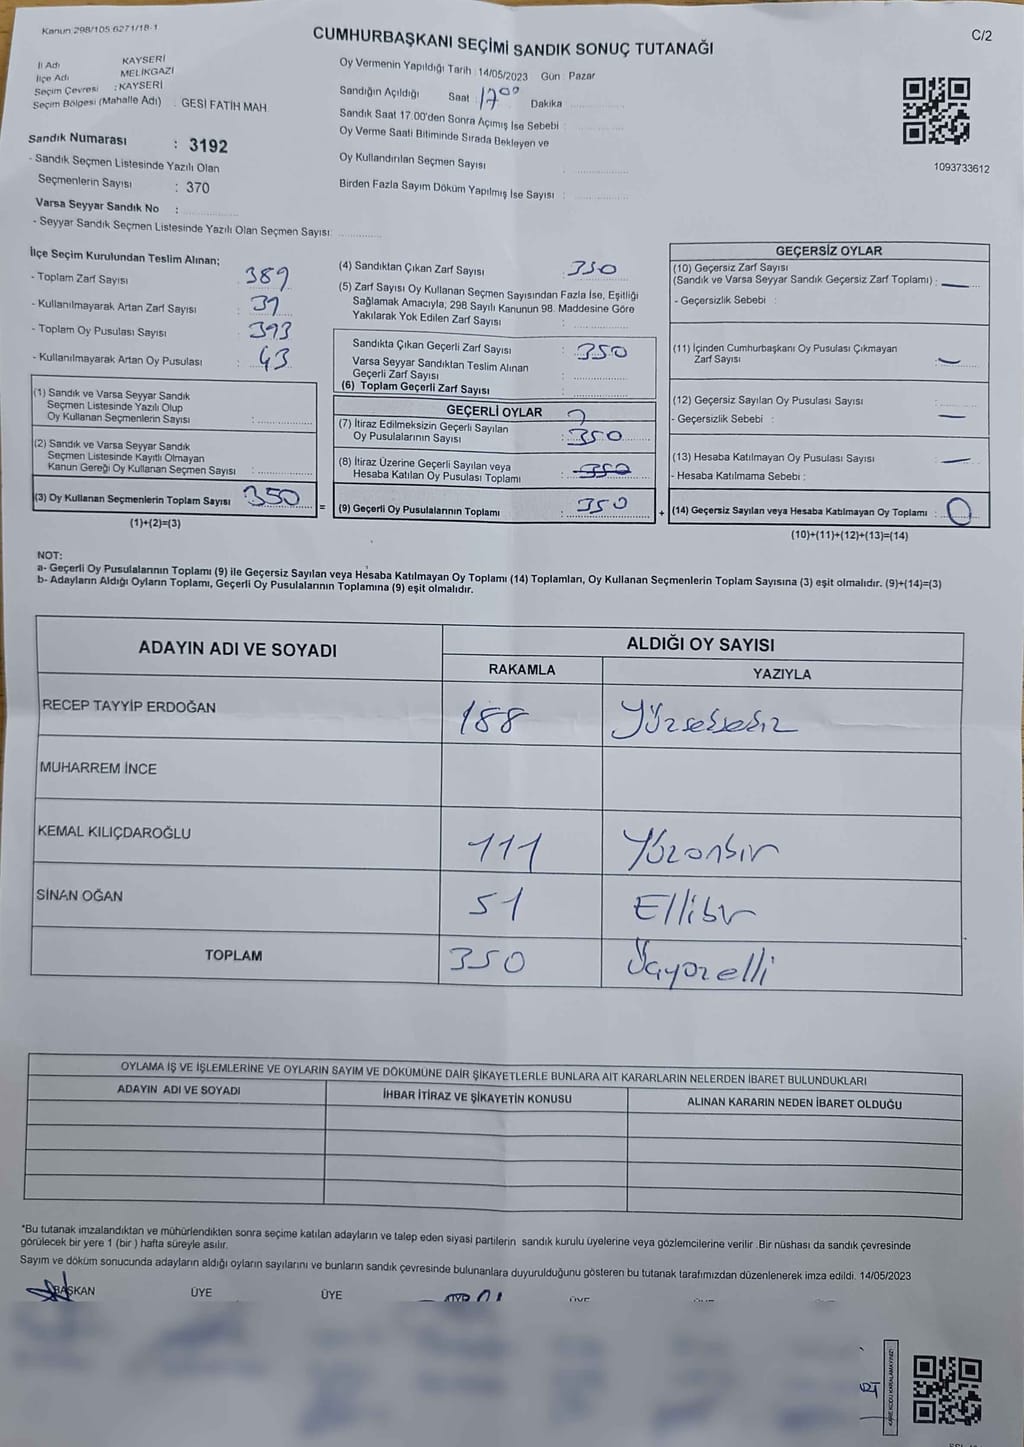 Kanun:298/105 6271/18-1
CUMHURBAŞKANI SEÇİMİ SANDIK SONUÇ TUTANAĞI
C/2
İl Adı KAYSERİ
İlçe Adı MELİKGAZİ
Seçim Çevresi : KAYSERİ
Seçim Bölgesi (Mahalle Adı) : GESİ FATİH MAH.
Sandık Numarası : 3192
- Sandık Seçmen Listesinde Yazılı Olan
Seçmenlerin Sayısı : 370
Varsa Seyyar Sandık No :
- Seyyar Sandık Seçmen Listesinde Yazılı Olan Seçmen Sayısı:
Oy Vermenin Yapıldığı Tarih : 14/05/2023 Gün : Pazar
Sandığın Açıldığı Saat : 17 00 Dakika
Sandık Saat 17.00'den Sonra Açılmış İse Sebebi :
Oy Verme Saati Bitiminde Sırada Bekleyen ve
Oy Kullandırılan Seçmen Sayısı :
Birden Fazla Sayım Döküm Yapılmış İse Sayısı :
1093733612
İlçe Seçim Kurulundan Teslim Alınan;
- Toplam Zarf Sayısı : 389
- Kullanılmayarak Artan Zarf Sayısı : 39
- Toplam Oy Pusulası Sayısı : 393
- Kullanılmayarak Artan Oy Pusulası : 43
(1) Sandık ve Varsa Seyyar Sandık
Seçmen Listesinde Yazılı Olup
Oy Kullanan Seçmenlerin Sayısı :
(2) Sandık ve Varsa Seyyar Sandık
Seçmen Listesinde Kayıtlı Olmayan
Kanun Gereği Oy Kullanan Seçmen Sayısı :
(3) Oy Kullanan Seçmenlerin Toplam Sayısı : 350
(1)+(2)=(3)
=
(4) Sandıktan Çıkan Zarf Sayısı : 350
(5) Zarf Sayısı Oy Kullanan Seçmen Sayısından Fazla İse, Eşitliği
Sağlamak Amacıyla; 298 Sayılı Kanunun 98. Maddesine Göre
Yakılarak Yok Edilen Zarf Sayısı :
Sandıkta Çıkan Geçerli Zarf Sayısı : 350
Varsa Seyyar Sandıktan Teslim Alınan
Geçerli Zarf Sayısı :
(6) Toplam Geçerli Zarf Sayısı :
GEÇERLİ OYLAR
(7) İtiraz Edilmeksizin Geçerli Sayılan
Oy Pusulalarının Sayısı : 350
(8) İtiraz Üzerine Geçerli Sayılan veya
Hesaba Katılan Oy Pusulası Toplamı : 350
(9) Geçerli Oy Pusulalarının Toplamı : 350
+
GEÇERSİZ OYLAR
(10) Geçersiz Zarf Sayısı
(Sandık ve Varsa Seyyar Sandık Geçersiz Zarf Toplamı) : —
- Geçersizlik Sebebi :
(11) İçinden Cumhurbaşkanı Oy Pusulası Çıkmayan
Zarf Sayısı : —
(12) Geçersiz Sayılan Oy Pusulası Sayısı :
- Geçersizlik Sebebi : —
(13) Hesaba Katılmayan Oy Pusulası Sayısı : —
- Hesaba Katılmama Sebebi :
(14) Geçersiz Sayılan veya Hesaba Katılmayan Oy Toplamı : 0
(10)+(11)+(12)+(13)=(14)
NOT:
a- Geçerli Oy Pusulalarının Toplamı (9) ile Geçersiz Sayılan veya Hesaba Katılmayan Oy Toplamı (14) Toplamları, Oy Kullanan Seçmenlerin Toplam Sayısına (3) eşit olmalıdır. (9)+(14)=(3)
b- Adayların Aldığı Oyların Toplamı, Geçerli Oy Pusulalarının Toplamına (9) eşit olmalıdır.
ADAYIN ADI VE SOYADI ALDIĞI OY SAYISI
RAKAMLA YAZIYLA
RECEP TAYYİP ERDOĞAN 188 Yüzseksensekiz
MUHARREM İNCE
KEMAL KILIÇDAROĞLU 111 Yüzonbir
SİNAN OĞAN 51 Ellibir
TOPLAM 350 Üçyüzelli
OYLAMA İŞ VE İŞLEMLERİNE VE OYLARIN SAYIM VE DÖKÜMÜNE DAİR ŞİKAYETLERLE BUNLARA AİT KARARLARIN NELERDEN İBARET BULUNDUKLARI
ADAYIN ADI VE SOYADI İHBAR İTİRAZ VE ŞİKAYETİN KONUSU ALINAN KARARIN NEDEN İBARET OLDUĞU
*Bu tutanak imzalandıktan ve mühürlendikten sonra seçime katılan adayların ve talep eden siyasi partilerin sandık kurulu üyelerine veya gözlemcilerine verilir .Bir nüshası da sandık çevresinde
görülecek bir yere 1 (bir ) hafta süreyle asılır.
Sayım ve döküm sonucunda adayların aldığı oyların sayılarını ve bunların sandık çevresinde bulunanlara duyurulduğunu gösteren bu tutanak tarafımızdan düzenlenerek imza edildi. 14/05/2023
BAŞKAN ÜYE ÜYE
KARE KODU KARALAMAYINIZ!